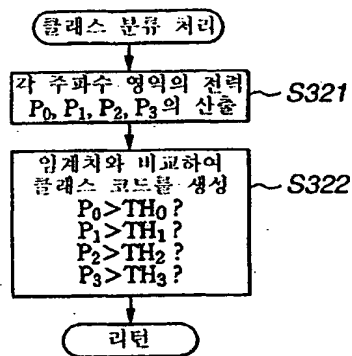 클래스 분류 처리
각 주파수 영역의 전력
P₀, P₁, P₂, P₃의 산출
S321
임계치와 비교하여
클래스 코드를 생성
P₀>TH₀?
P₁>TH₁?
P₂>TH₂?
P₃>TH₃?
S322
리턴